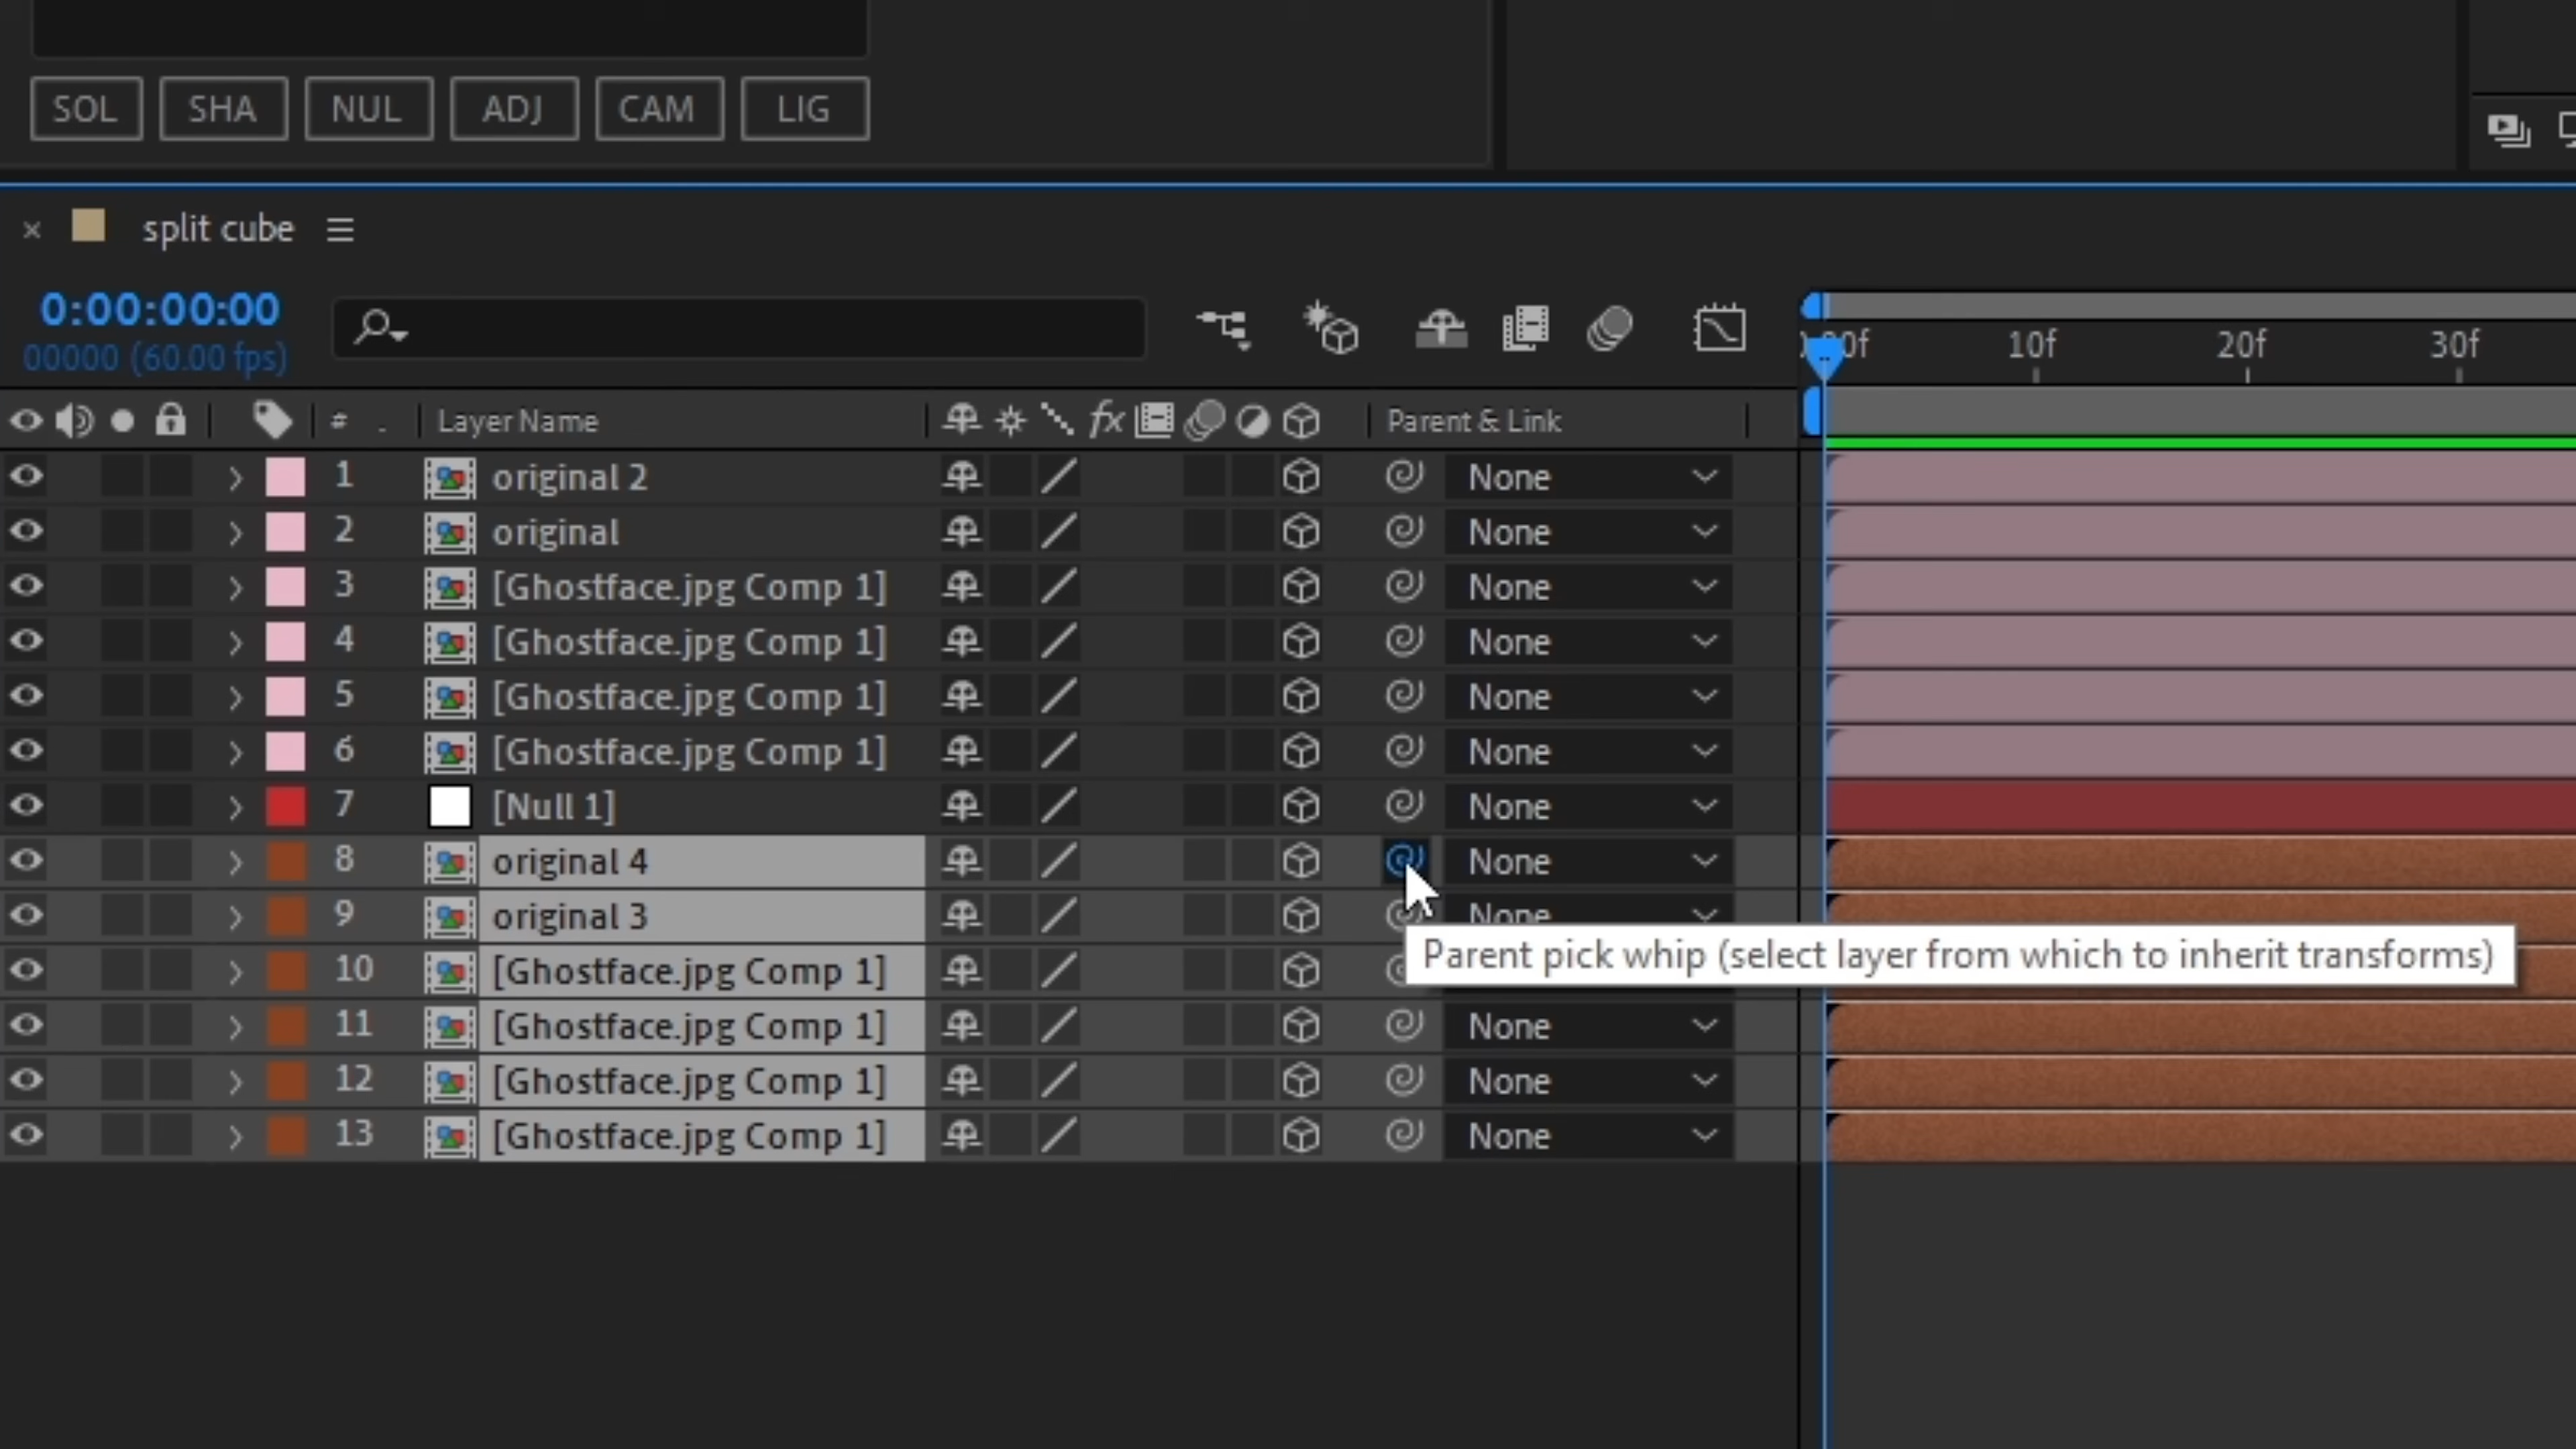 SOL SHA NUL ADJ CAM LIG
split cube
0:00:00:00
00000 (60.00 fps)
10f 20f 30f
# . Layer Name fx Parent & Link
1 original 2 None
2 original None
3 [Ghostface.jpg Comp 1] None
4 [Ghostface.jpg Comp 1] None
5 [Ghostface.jpg Comp 1] None
6 [Ghostface.jpg Comp 1] None
7 [Null 1] None
8 original 4 None
9 original 3 None
Parent pick whip (select layer from which to inherit transforms)
10 [Ghostface.jpg Comp 1]
11 [Ghostface.jpg Comp 1] None
12 [Ghostface.jpg Comp 1] None
13 [Ghostface.jpg Comp 1] None